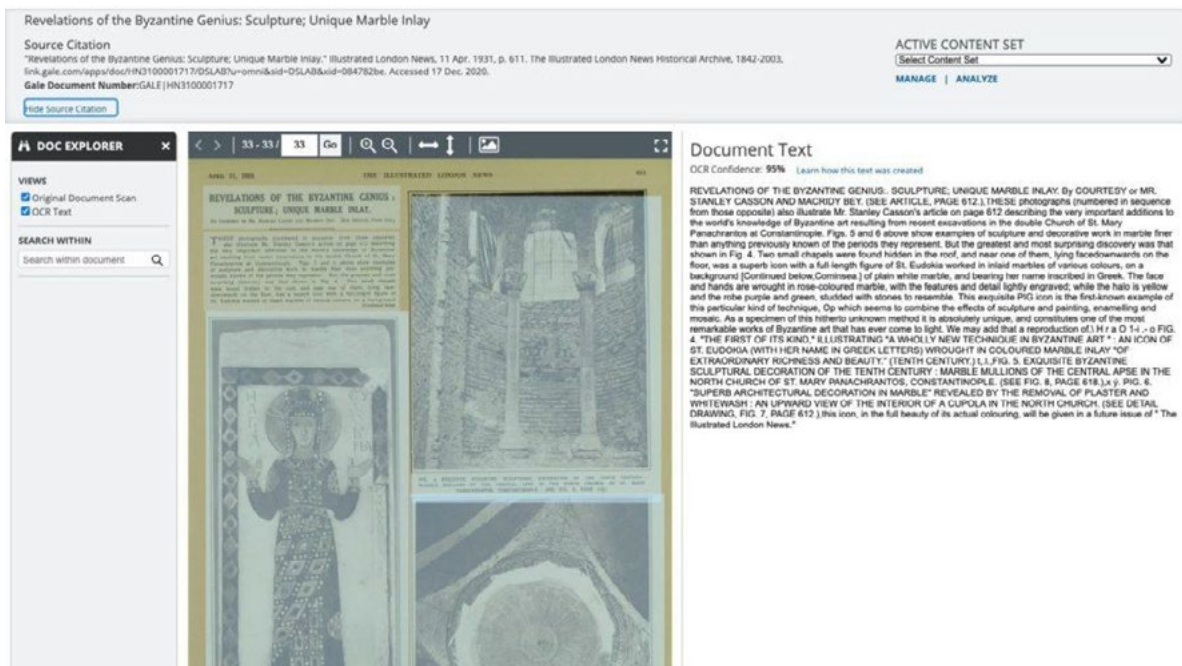 Revelations of the Byzantine Genius: Sculpture; Unique Marble Inlay
Source Citation
"Revelations of the Byzantine Genius: Sculpture; Unique Marble Inlay." Illustrated London News, 11 Apr. 1931, p. 611. The Illustrated London News Historical Archive, 1842-2003,
link.gale.com/apps/doc/HN3100001717/DSLAB?u=omni&sid=DSLAB&xid=084782be. Accessed 17 Dec. 2020.
Gale Document Number:GALE|HN3100001717
Hide Source Citation
ACTIVE CONTENT SET
Select Content Set
MANAGE | ANALYZE
DOC EXPLORER ×
VIEWS
Original Document Scan
OCR Text
SEARCH WITHIN
Search within document
33 - 33 / 33 Go
THE ILLUSTRATED LONDON NEWS
REVELATIONS OF THE BYZANTINE GENIUS:
SCULPTURE; UNIQUE MARBLE INLAY.
Document Text
OCR Confidence: 95% Learn how this text was created
REVELATIONS OF THE BYZANTINE GENIUS:. SCULPTURE; UNIQUE MARBLE INLAY. By COURTESY or MR.
STANLEY CASSON AND MACRIDY BEY. (SEE ARTICLE, PAGE 612.),THESE photographs (numbered in sequence
from those opposite) also illustrate Mr. Stanley Casson's article on page 612 describing the very important additions to
the world's knowledge of Byzantine art resulting from recent excavations in the double Church of St. Mary
Panachrantos at Constantinople. Figs. 5 and 6 above show examples of sculpture and decorative work in marble finer
than anything previously known of the periods they represent. But the greatest and most surprising discovery was that
shown in Fig. 4. Two small chapels were found hidden in the roof, and near one of them, lying facedownwards on the
floor, was a superb icon with a full length figure of St. Eudokia worked in inlaid marbles of various colours, on a
background [Continued below,Cominsea.] of plain white marble, and bearing her name inscribed in Greek. The face
and hands are wrought in rose-coloured marble, with the features and detail lightly engraved; while the halo is yellow
and the robe purple and green, studded with stones to resemble. This exquisite PIG icon is the first-known example of
this particular kind of technique, Op which seems to combine the effects of sculpture and painting, enamelling and
mosaic. As a specimen of this hitherto unknown method it is absolutely unique, and constitutes one of the most
remarkable works of Byzantine art that has ever come to light. We may add that a reproduction of.\ H r a O 1-i .- o FIG.
4. "THE FIRST OF ITS KIND," ILLUSTRATING "A WHOLLY NEW TECHNIQUE IN BYZANTINE ART " : AN ICON OF
ST. EUDOKIA (WITH HER NAME IN GREEK LETTERS) WROUGHT IN COLOURED MARBLE INLAY "OF
EXTRAORDINARY RICHNESS AND BEAUTY." (TENTH CENTURY.) t,.I.,FIG. 5. EXQUISITE BYZANTINE
SCULPTURAL DECORATION OF THE TENTH CENTURY : MARBLE MULLIONS OF THE CENTRAL APSE IN THE
NORTH CHURCH OF ST. MARY PANACHRANTOS, CONSTANTINOPLE. (SEE FIG. 8, PAGE 618.),x ÿ. PIG. 6.
"SUPERB ARCHITECTURAL DECORATION IN MARBLE" REVEALED BY THE REMOVAL OF PLASTER AND
WHITEWASH : AN UPWARD VIEW OF THE INTERIOR OF A CUPOLA IN THE NORTH CHURCH. (SEE DETAIL
DRAWING, FIG. 7, PAGE 612.),this icon, in the full beauty of its actual colouring, will be given in a future issue of " The
Illustrated London News."